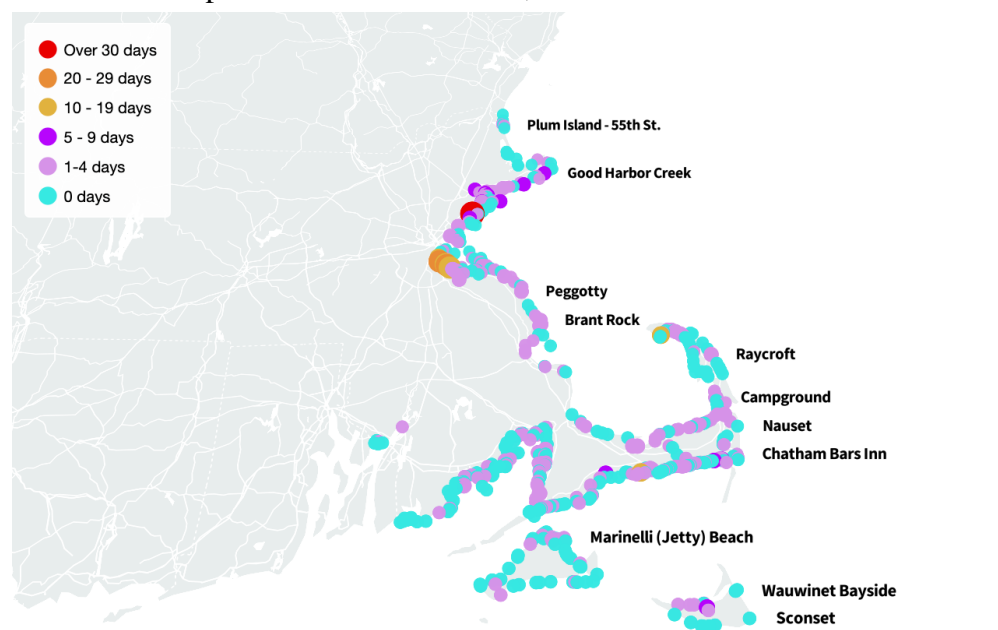 Over 30 days
20 - 29 days
10 - 19 days
5 - 9 days
1-4 days
0 days
Plum Island - 55th St.
Good Harbor Creek
Peggotty
Brant Rock
Raycroft
Campground
Nauset
Chatham Bars Inn
Marinelli (Jetty) Beach
Wauwinet Bayside
Sconset